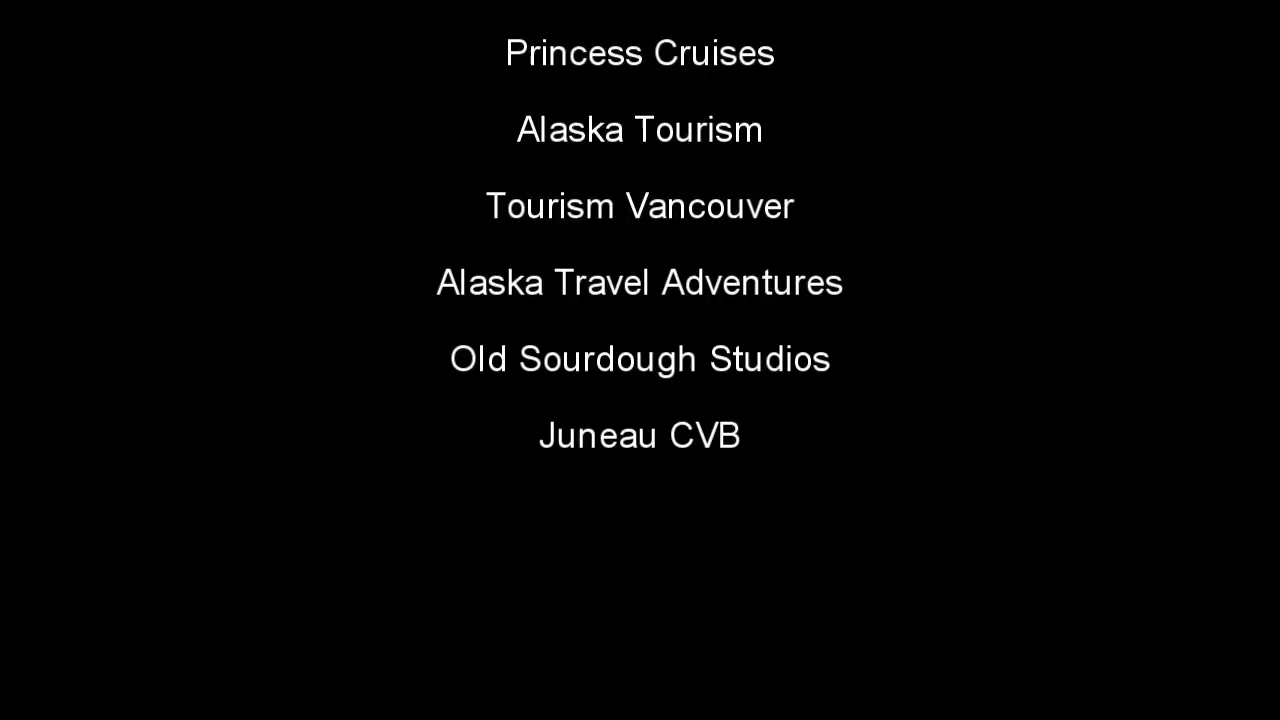 Princess Cruises
Alaska Tourism
Tourism Vancouver
Alaska Travel Adventures
Old Sourdough Studios
Juneau CVB